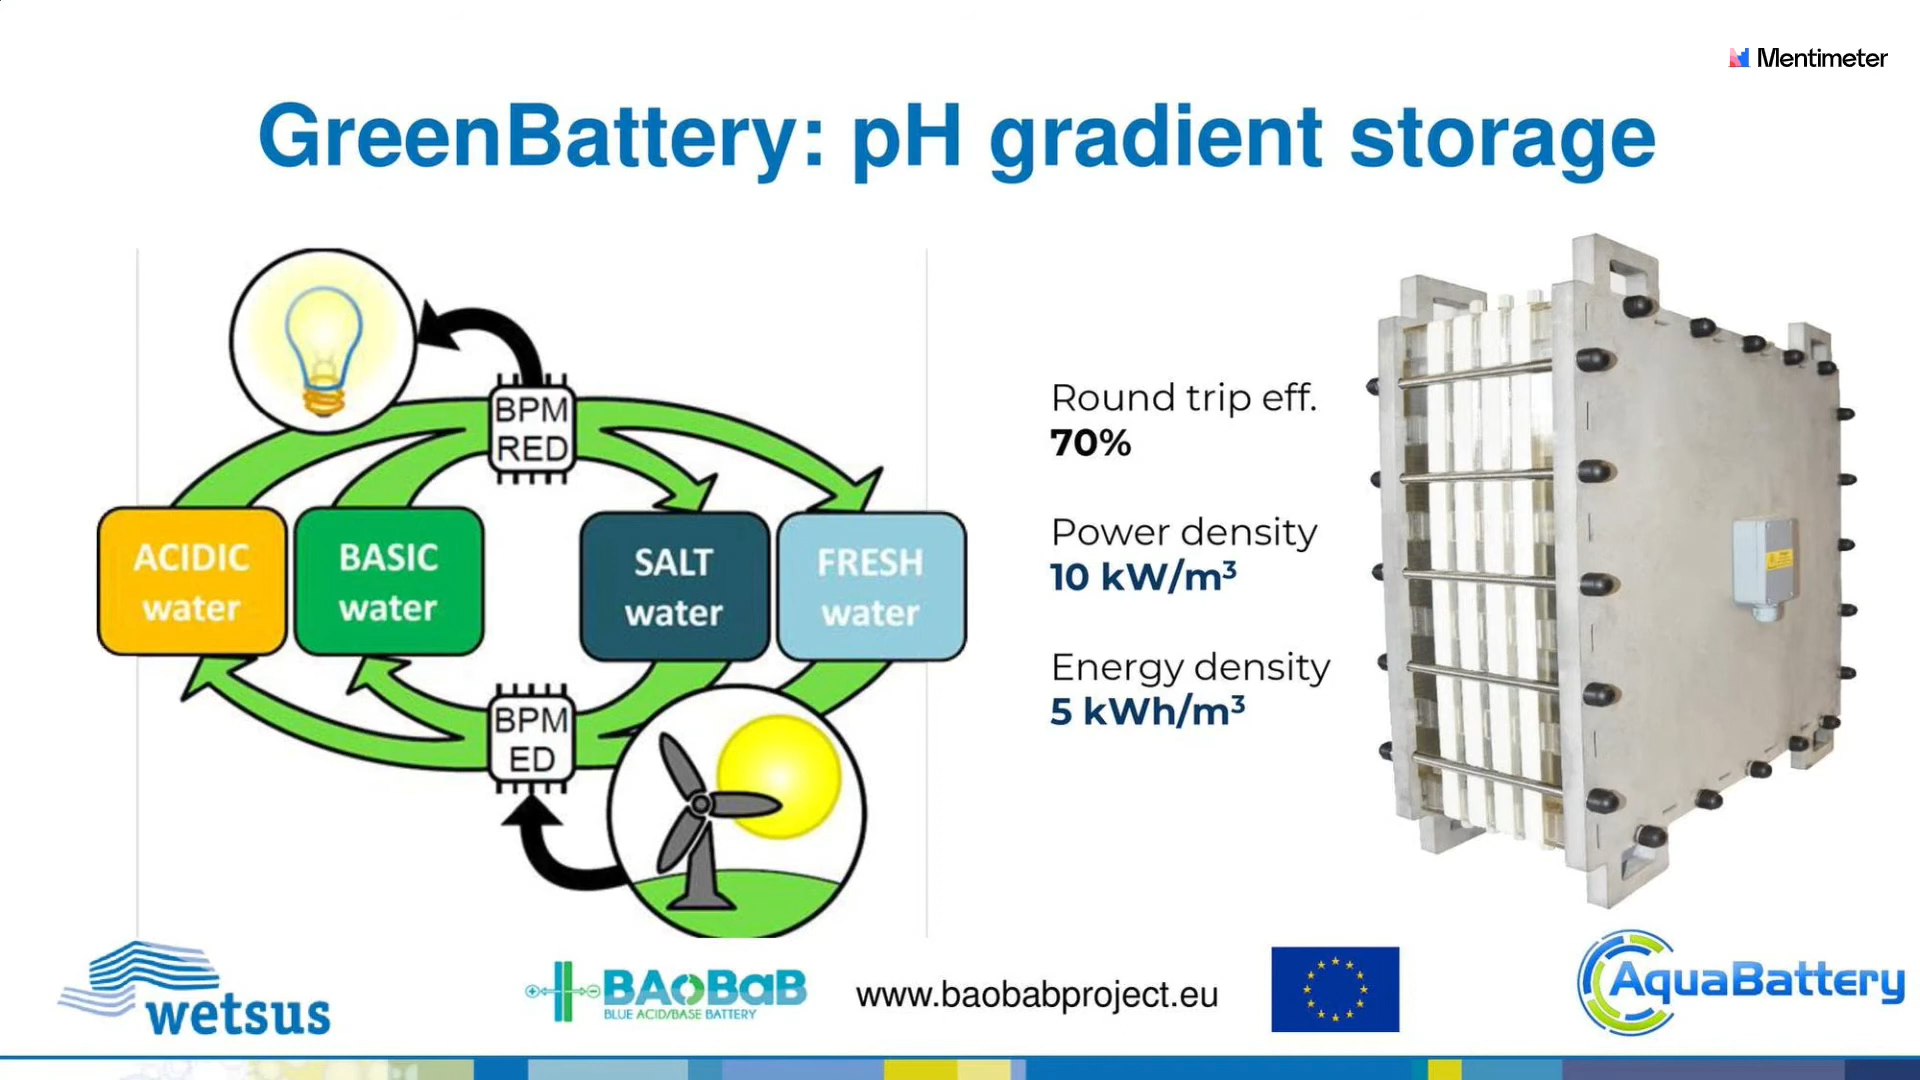 Mentimeter
GreenBattery: pH gradient storage
BPM
RED
ACIDIC
water
BASIC
water
SALT
water
FRESH
water
BPM
ED
Round trip eff.
70%
Power density
10 kW/m³
Energy density
5 kWh/m³
wetsus
BAoBaB
BLUE ACID/BASE BATTERY
www.baobabproject.eu
AquaBattery